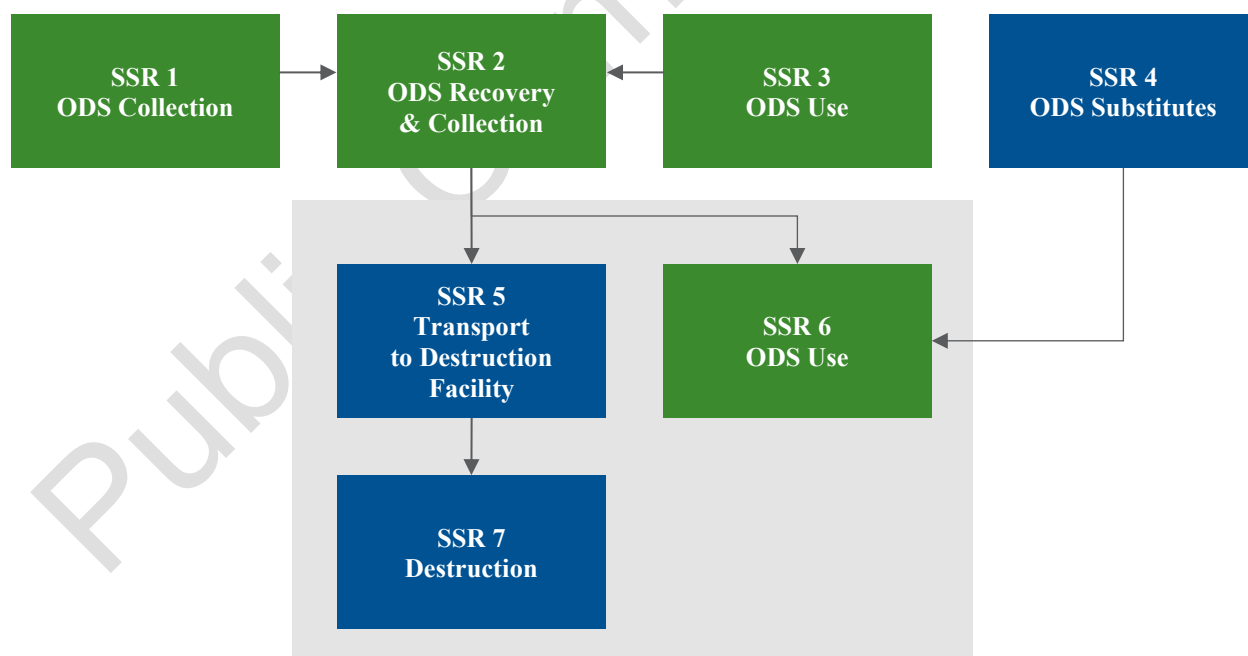 SSR 1
ODS Collection
SSR 2
ODS Recovery
& Collection
SSR 3
ODS Use
SSR 4
ODS Substitutes
SSR 5
Transport
to Destruction
Facility
SSR 6
ODS Use
SSR 7
Destruction
Public